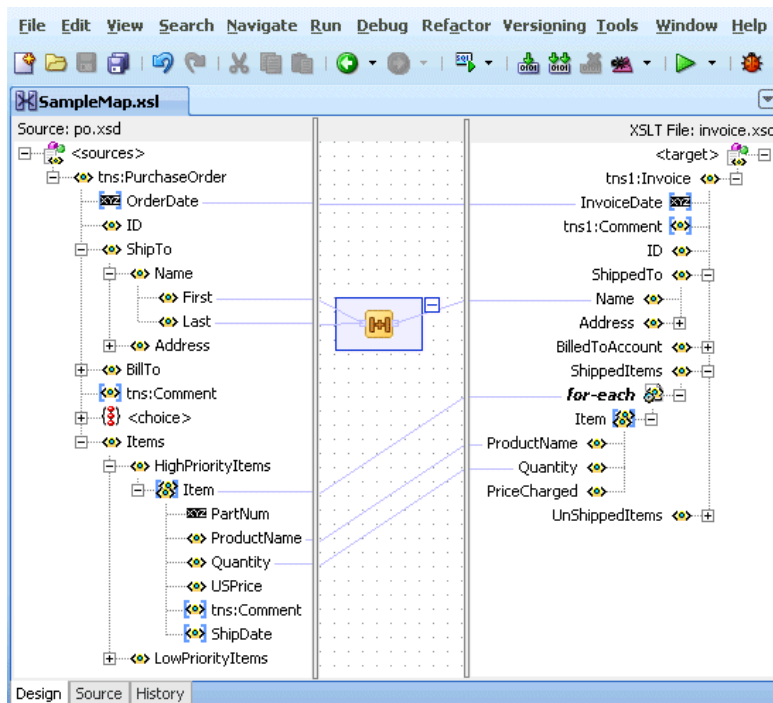 File Edit View Search Navigate Run Debug Refactor Versioning Tools Window Help
SampleMap.xsl
Source: po.xsd
XSLT File: invoice.xsd
<sources>
<target>
tns:PurchaseOrder
tns1:Invoice
OrderDate
InvoiceDate
ID
tns1:Comment
ShipTo
ID
Name
ShippedTo
First
Name
Last
Address
Address
BilledToAccount
BillTo
ShippedItems
tns:Comment
for-each
<choice>
Item
Items
ProductName
HighPriorityItems
Quantity
Item
PriceCharged
PartNum
UnShippedItems
ProductName
Quantity
USPrice
tns:Comment
ShipDate
LowPriorityItems
Design Source History